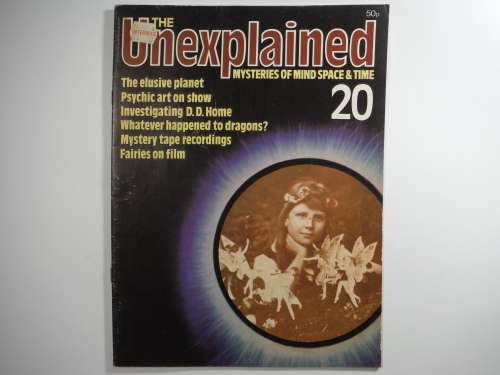 50p
THE
Unexplained
MYSTERIES OF MIND SPACE & TIME
20
The elusive planet
Psychic art on show
Investigating D.D. Home
Whatever happened to dragons?
Mystery tape recordings
Fairies on film